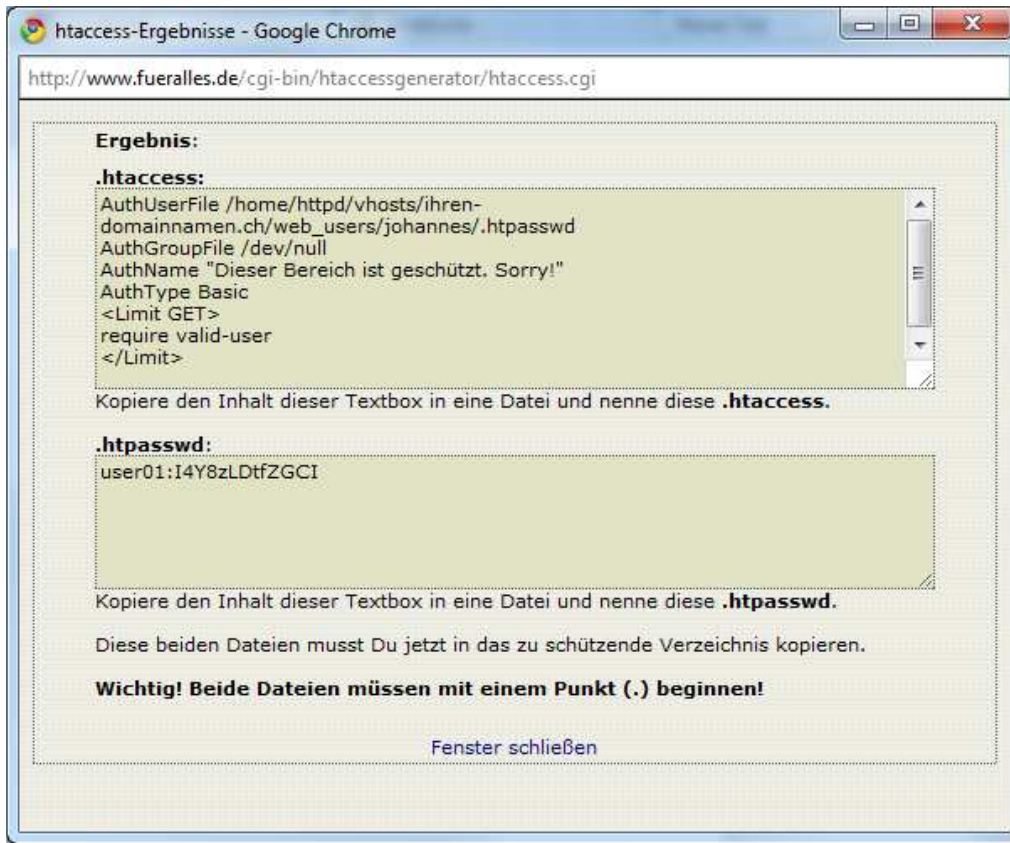 htaccess-Ergebnisse - Google Chrome
http://www.fueralles.de/cgi-bin/htaccessgenerator/htaccess.cgi
Ergebnis:
.htaccess:
AuthUserFile /home/httpd/vhosts/ihren-
domainnamen.ch/web_users/johannes/.htpasswd
AuthGroupFile /dev/null
AuthName "Dieser Bereich ist geschützt. Sorry!"
AuthType Basic
<Limit GET>
require valid-user
</Limit>
Kopiere den Inhalt dieser Textbox in eine Datei und nenne diese .htaccess.
.htpasswd:
user01:I4Y8zLDtfZGCI
Kopiere den Inhalt dieser Textbox in eine Datei und nenne diese .htpasswd.
Diese beiden Dateien musst Du jetzt in das zu schützende Verzeichnis kopieren.
Wichtig! Beide Dateien müssen mit einem Punkt (.) beginnen!
Fenster schließen